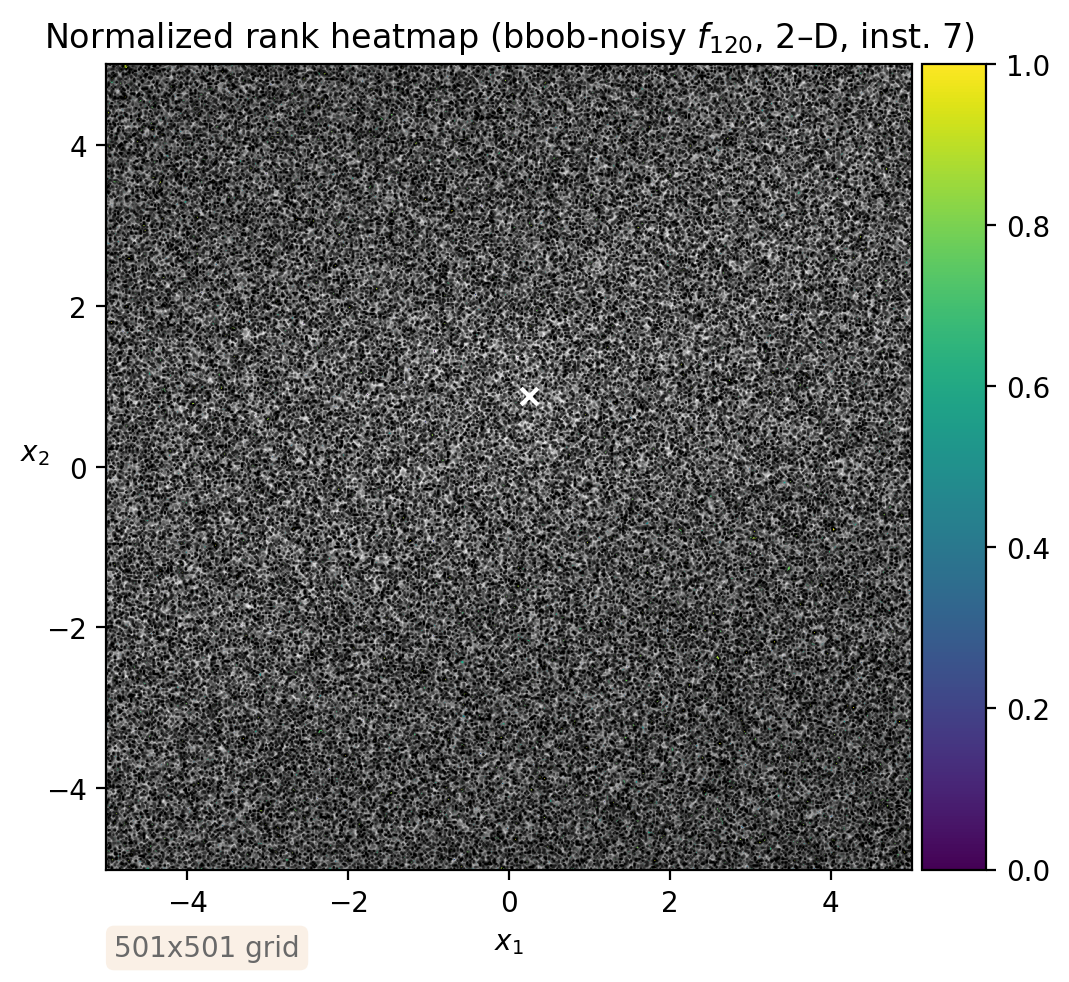 Normalized rank heatmap (bbob-noisy f120, 2–D, inst. 7)
1.0
0.8
0.6
0.4
0.2
0.0
4
2
0
−2
−4
x2
−4 −2 0 2 4
x1
501x501 grid